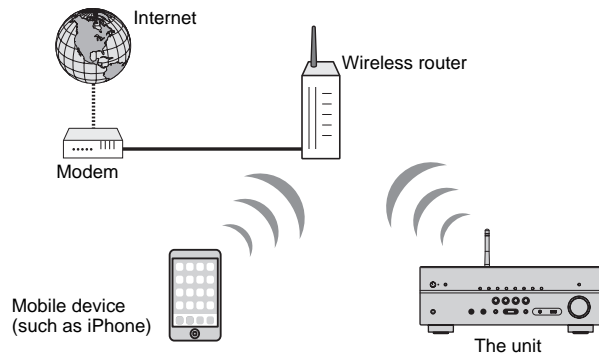 Internet
Wireless router
Modem
Mobile device
(such as iPhone)
The unit